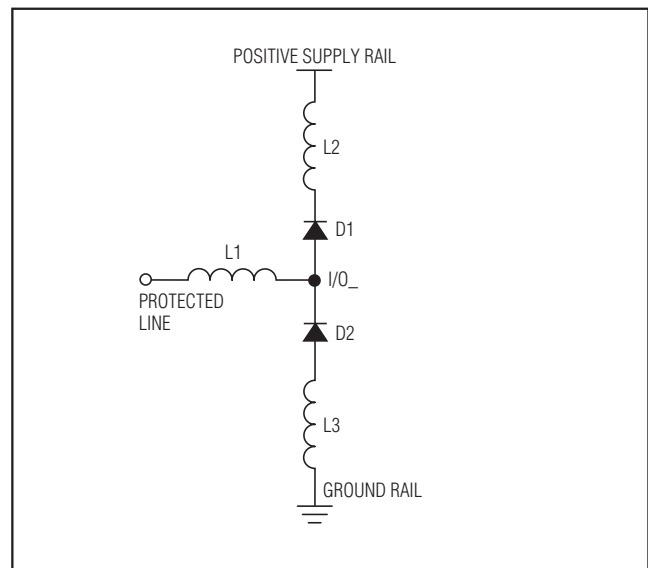 POSITIVE SUPPLY RAIL
L2
D1
L1
I/O_
PROTECTED
LINE
D2
L3
GROUND RAIL